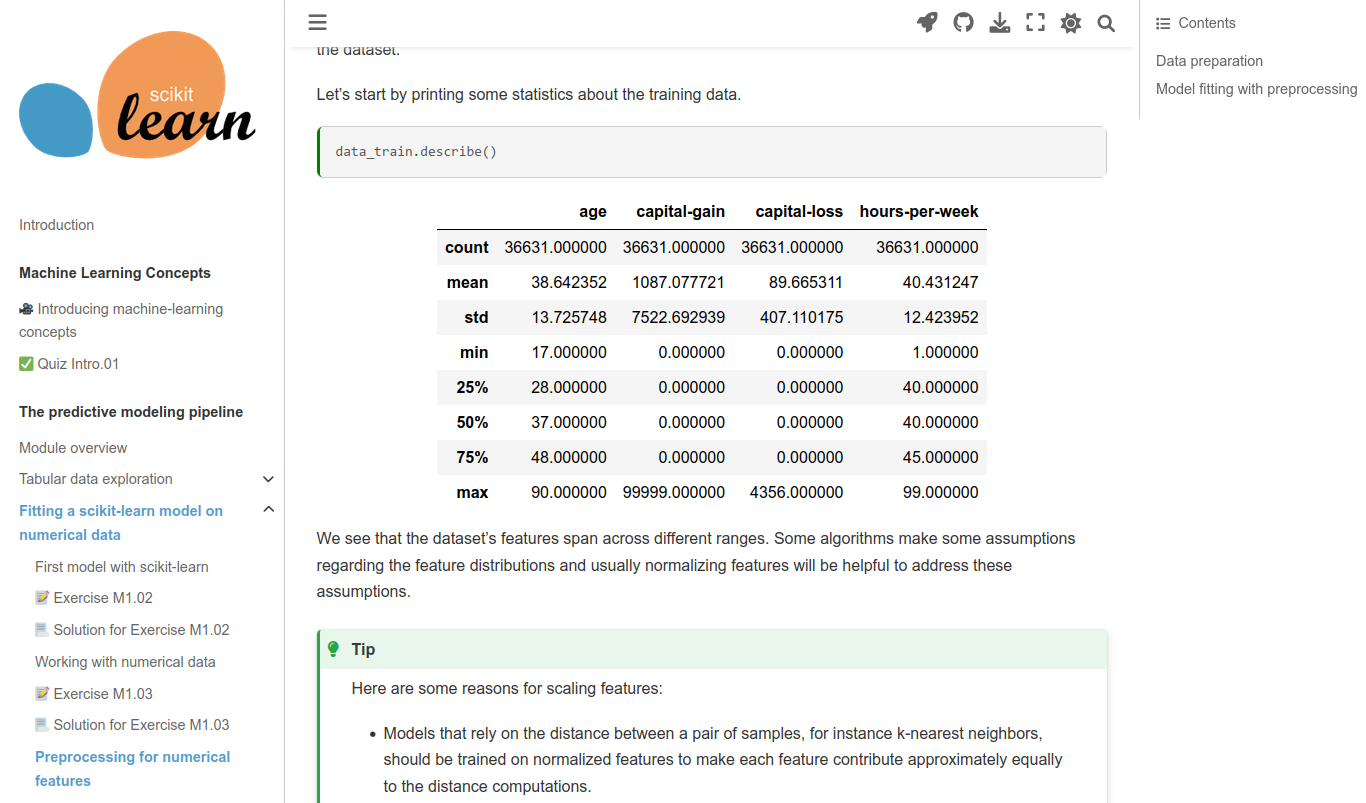 scikit
learn
Introduction
Machine Learning Concepts
Introducing machine-learning
concepts
Quiz Intro.01
The predictive modeling pipeline
Module overview
Tabular data exploration
Fitting a scikit-learn model on
numerical data
First model with scikit-learn
Exercise M1.02
Solution for Exercise M1.02
Working with numerical data
Exercise M1.03
Solution for Exercise M1.03
Preprocessing for numerical
features
the dataset.
Let's start by printing some statistics about the training data.
data_train.describe()
age capital-gain capital-loss hours-per-week
count 36631.000000 36631.000000 36631.000000 36631.000000
mean 38.642352 1087.077721 89.665311 40.431247
std 13.725748 7522.692939 407.110175 12.423952
min 17.000000 0.000000 0.000000 1.000000
25% 28.000000 0.000000 0.000000 40.000000
50% 37.000000 0.000000 0.000000 40.000000
75% 48.000000 0.000000 0.000000 45.000000
max 90.000000 99999.000000 4356.000000 99.000000
We see that the dataset's features span across different ranges. Some algorithms make some assumptions
regarding the feature distributions and usually normalizing features will be helpful to address these
assumptions.
Tip
Here are some reasons for scaling features:
• Models that rely on the distance between a pair of samples, for instance k-nearest neighbors,
should be trained on normalized features to make each feature contribute approximately equally
to the distance computations.
Contents
Data preparation
Model fitting with preprocessing